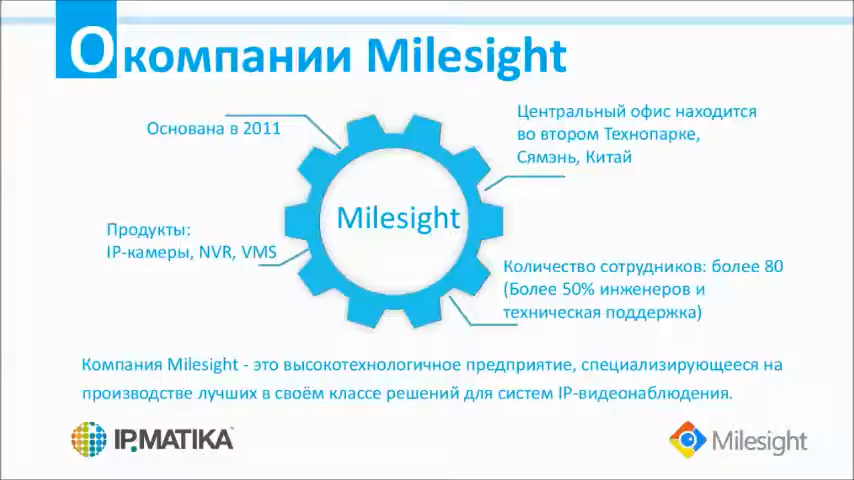 О компании Milesight
Основана в 2011
Центральный офис находится
во втором Технопарке,
Сямэнь, Китай
Milesight
Продукты:
IP-камеры, NVR, VMS
Количество сотрудников: более 80
(Более 50% инженеров и
техническая поддержка)
Компания Milesight - это высокотехнологичное предприятие, специализирующееся на
производстве лучших в своём классе решений для систем IP-видеонаблюдения.
IPMATIKA
Milesight